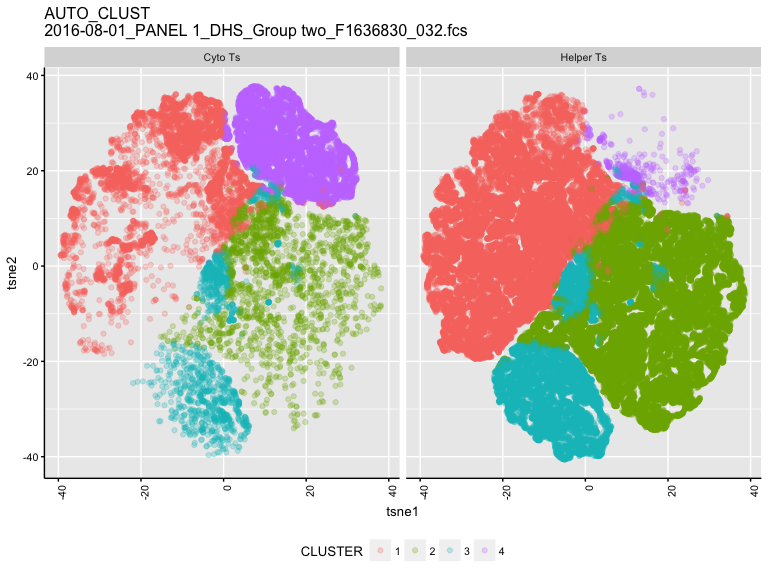 AUTO_CLUST
2016-08-01_PANEL 1_DHS_Group two_F1636830_032.fcs
Cyto Ts
Helper Ts
40
20
0
-20
-40
tsne2
-40
-20
0
20
40
-40
-20
0
20
40
tsne1
CLUSTER 1 2 3 4